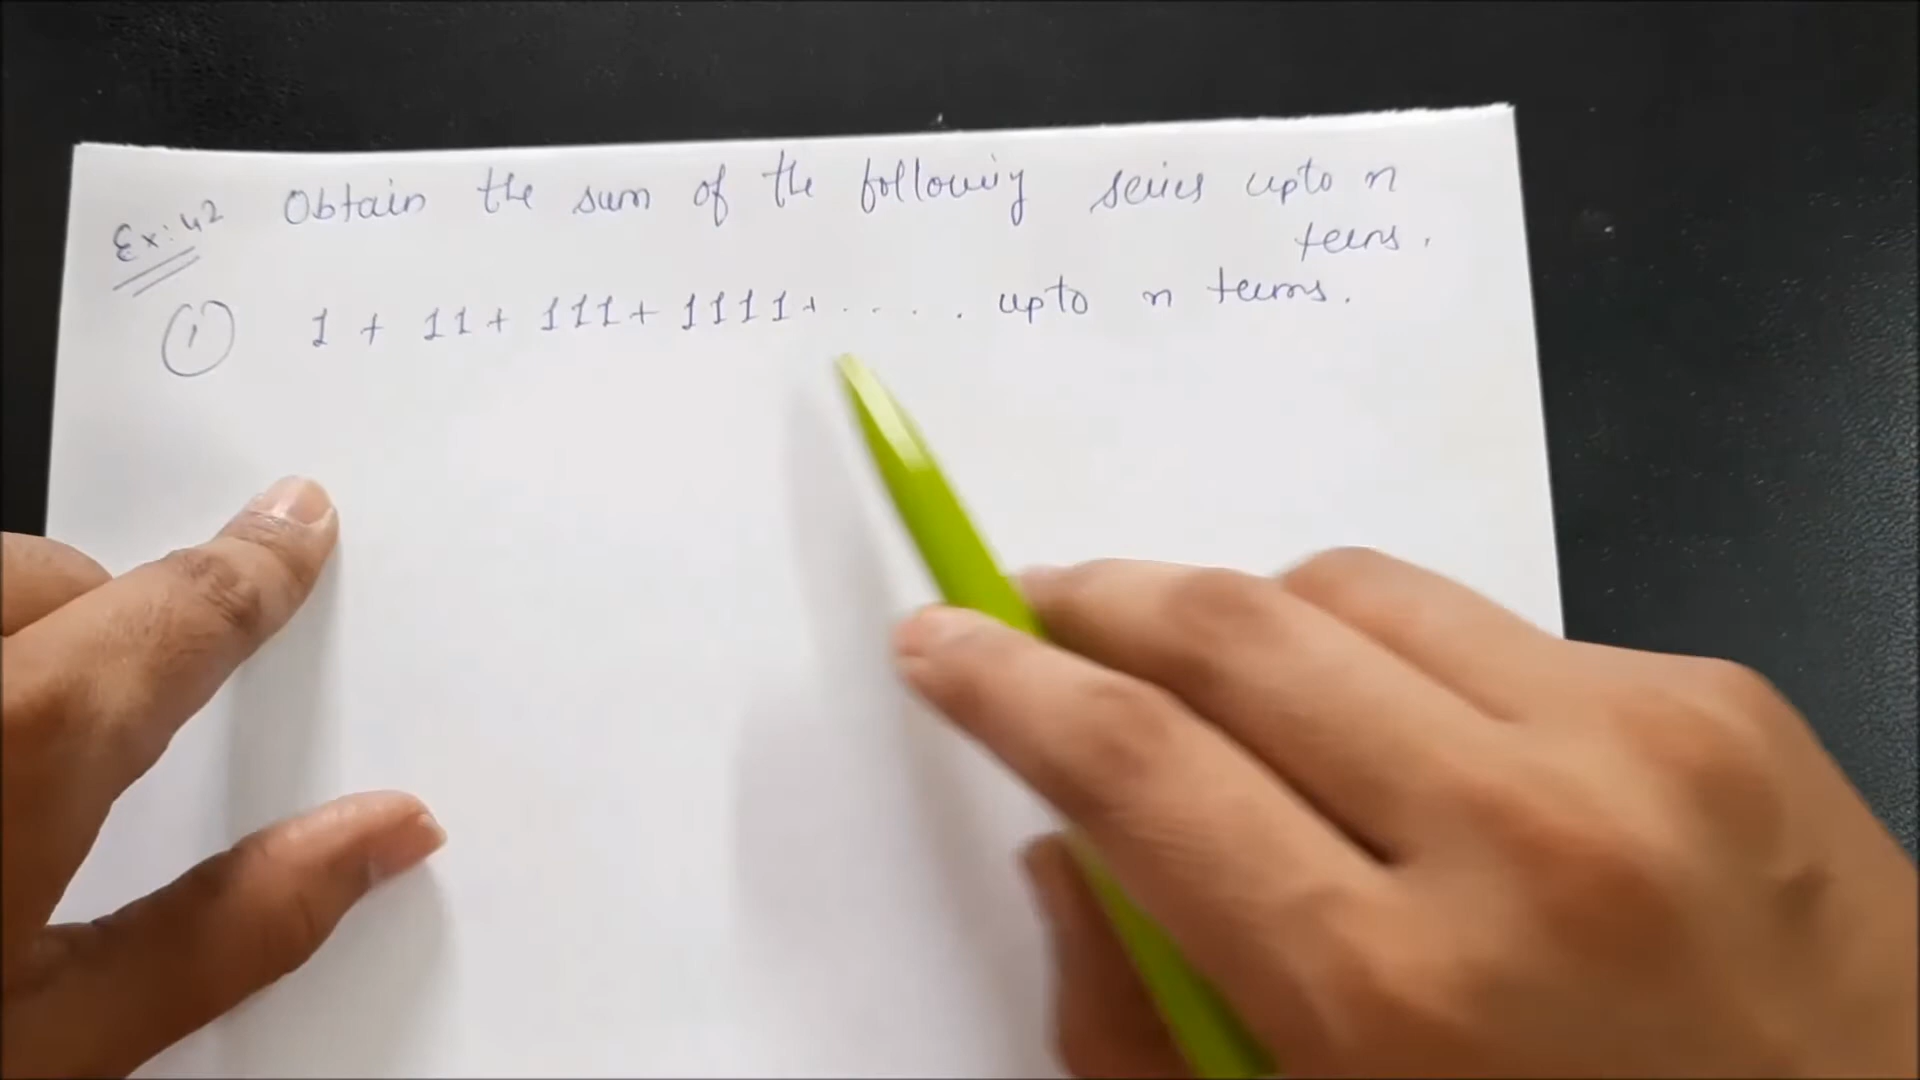 Ex: 42 Obtain the sum of the following series upto n
terms.
① 1 + 11 + 111 + 1111 + ..... upto n terms.